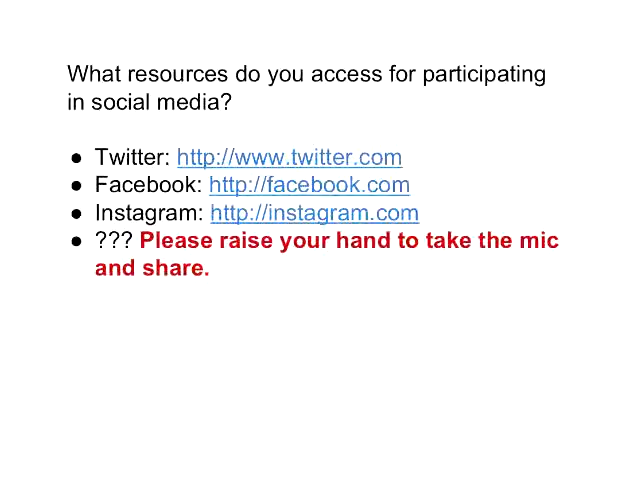 What resources do you access for participating
in social media?
● Twitter: http://www.twitter.com
● Facebook: http://facebook.com
● Instagram: http://instagram.com
● ??? Please raise your hand to take the mic
and share.